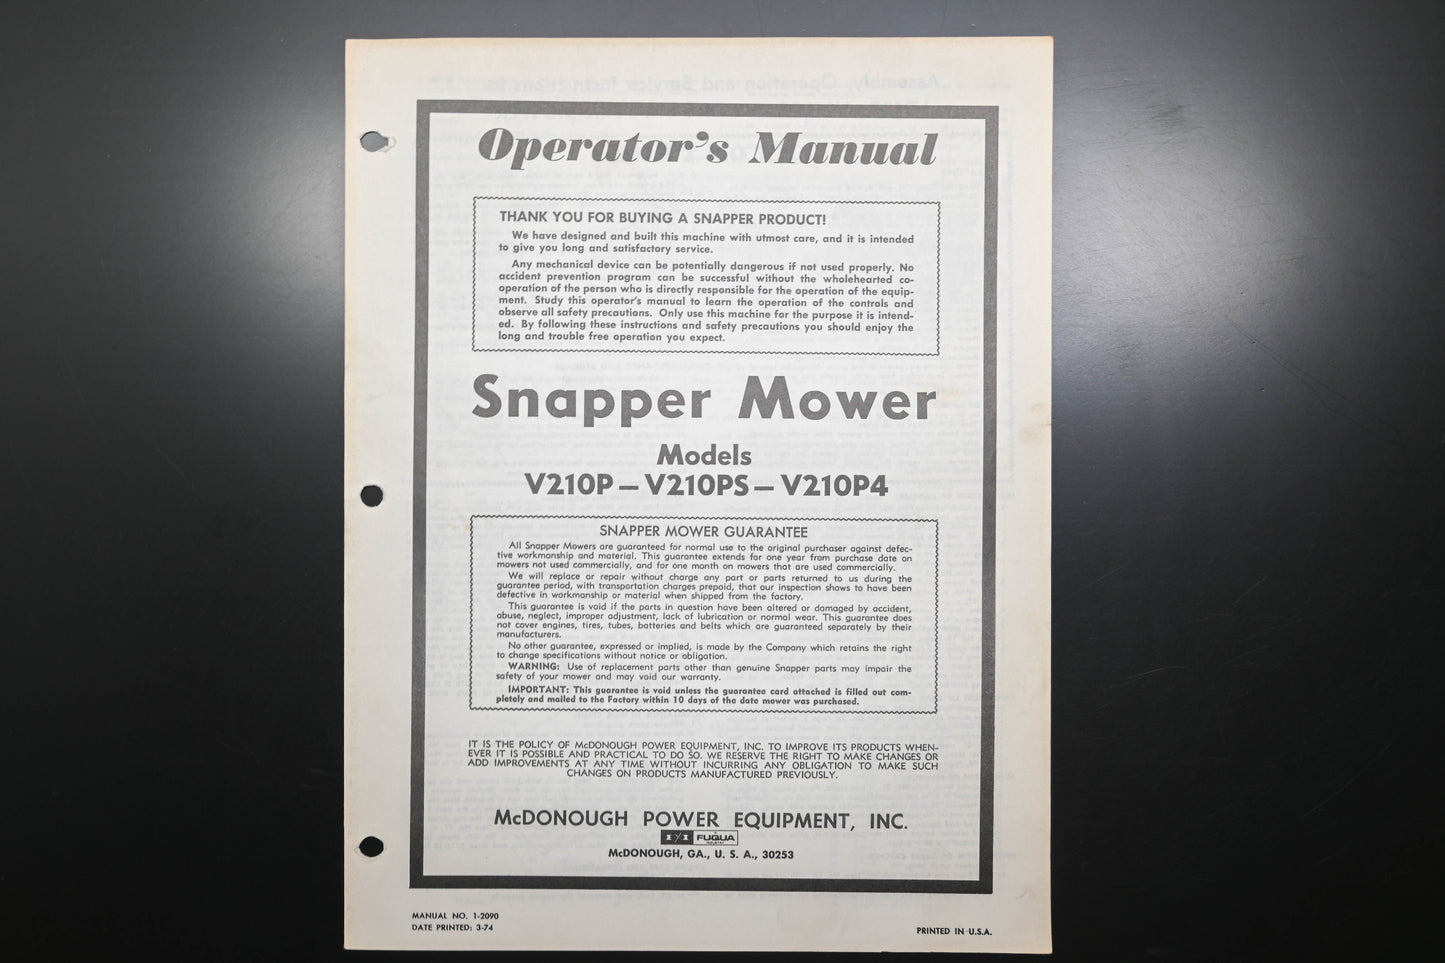 Operator's Manual
THANK YOU FOR BUYING A SNAPPER PRODUCT!
We have designed and built this machine with utmost care, and it is intended
to give you long and satisfactory service.
Any mechanical device can be potentially dangerous if not used properly. No
accident prevention program can be successful without the wholehearted co-
operation of the person who is directly responsible for the operation of the equip-
ment. Study this operator's manual to learn the operation of the controls and
observe all safety precautions. Only use this machine for the purpose it is intend-
ed. By following these instructions and safety precautions you should enjoy the
long and trouble free operation you expect.
Snapper Mower
Models
V210P — V210PS — V210P4
SNAPPER MOWER GUARANTEE
All Snapper Mowers are guaranteed for normal use to the original purchaser against defec-
tive workmanship and material. This guarantee extends for one year from purchase date on
mowers not used commercially, and for one month on mowers that are used commercially.
We will replace or repair without charge any part or parts returned to us during the
guarantee period, with transportation charges prepaid, that our inspection shows to have been
defective in workmanship or material when shipped from the factory.
This guarantee is void if the parts in question have been altered or damaged by accident,
abuse, neglect, improper adjustment, lack of lubrication or normal wear. This guarantee does
not cover engines, tires, tubes, batteries and belts which are guaranteed separately by their
manufacturers.
No other guarantee, expressed or implied, is made by the Company which retains the right
to change specifications without notice or obligation.
WARNING: Use of replacement parts other than genuine Snapper parts may impair the
safety of your mower and may void our warranty.
IMPORTANT: This guarantee is void unless the guarantee card attached is filled out com-
pletely and mailed to the Factory within 10 days of the date mower was purchased.
IT IS THE POLICY OF McDONOUGH POWER EQUIPMENT, INC. TO IMPROVE ITS PRODUCTS WHEN-
EVER IT IS POSSIBLE AND PRACTICAL TO DO SO. WE RESERVE THE RIGHT TO MAKE CHANGES OR
ADD IMPROVEMENTS AT ANY TIME WITHOUT INCURRING ANY OBLIGATION TO MAKE SUCH
CHANGES ON PRODUCTS MANUFACTURED PREVIOUSLY.
McDONOUGH POWER EQUIPMENT, INC.
FUQUA
INDUSTRY
McDONOUGH, GA., U. S. A., 30253
MANUAL NO. 1-2090
DATE PRINTED: 3-74
PRINTED IN U.S.A.